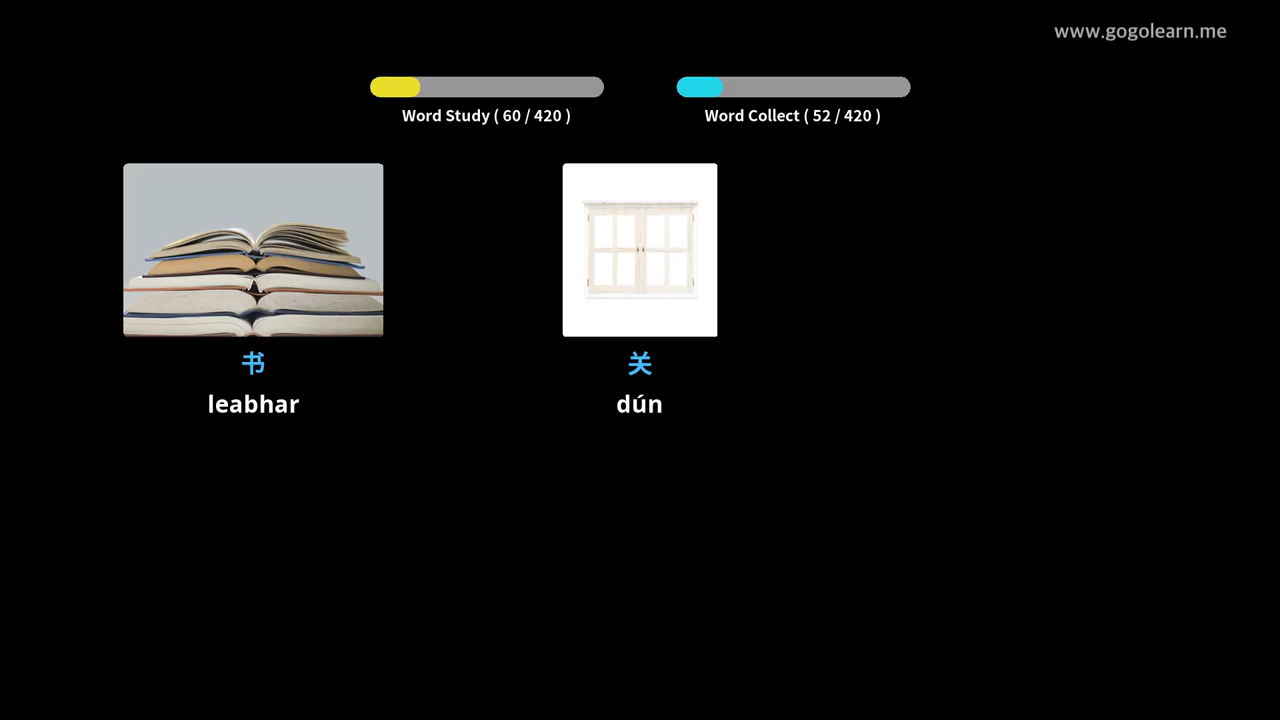 www.gogolearn.me
Word Study ( 60 / 420 )
Word Collect ( 52 / 420 )
书
leabhar
关
dún